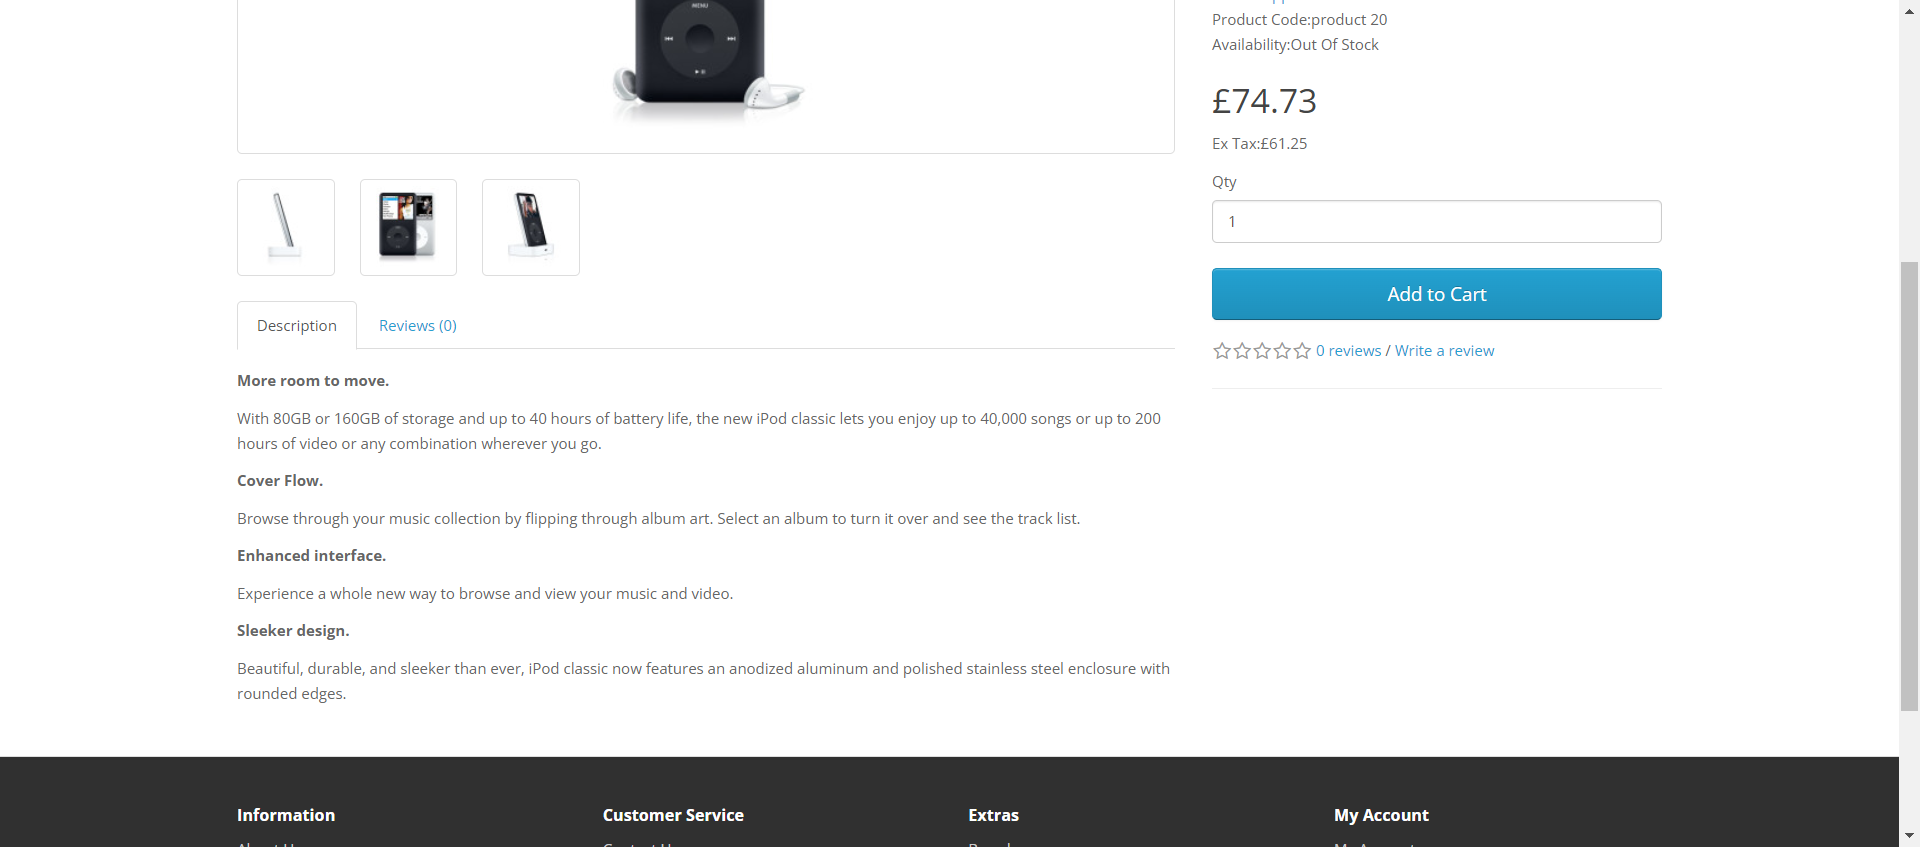 MENU
Product Code:product 20
Availability:Out Of Stock
£74.73
Ex Tax:£61.25
Qty
1
Add to Cart
0 reviews / Write a review
Description
Reviews (0)
More room to move.
With 80GB or 160GB of storage and up to 40 hours of battery life, the new iPod classic lets you enjoy up to 40,000 songs or up to 200
hours of video or any combination wherever you go.
Cover Flow.
Browse through your music collection by flipping through album art. Select an album to turn it over and see the track list.
Enhanced interface.
Experience a whole new way to browse and view your music and video.
Sleeker design.
Beautiful, durable, and sleeker than ever, iPod classic now features an anodized aluminum and polished stainless steel enclosure with
rounded edges.
Information
Customer Service
Extras
My Account